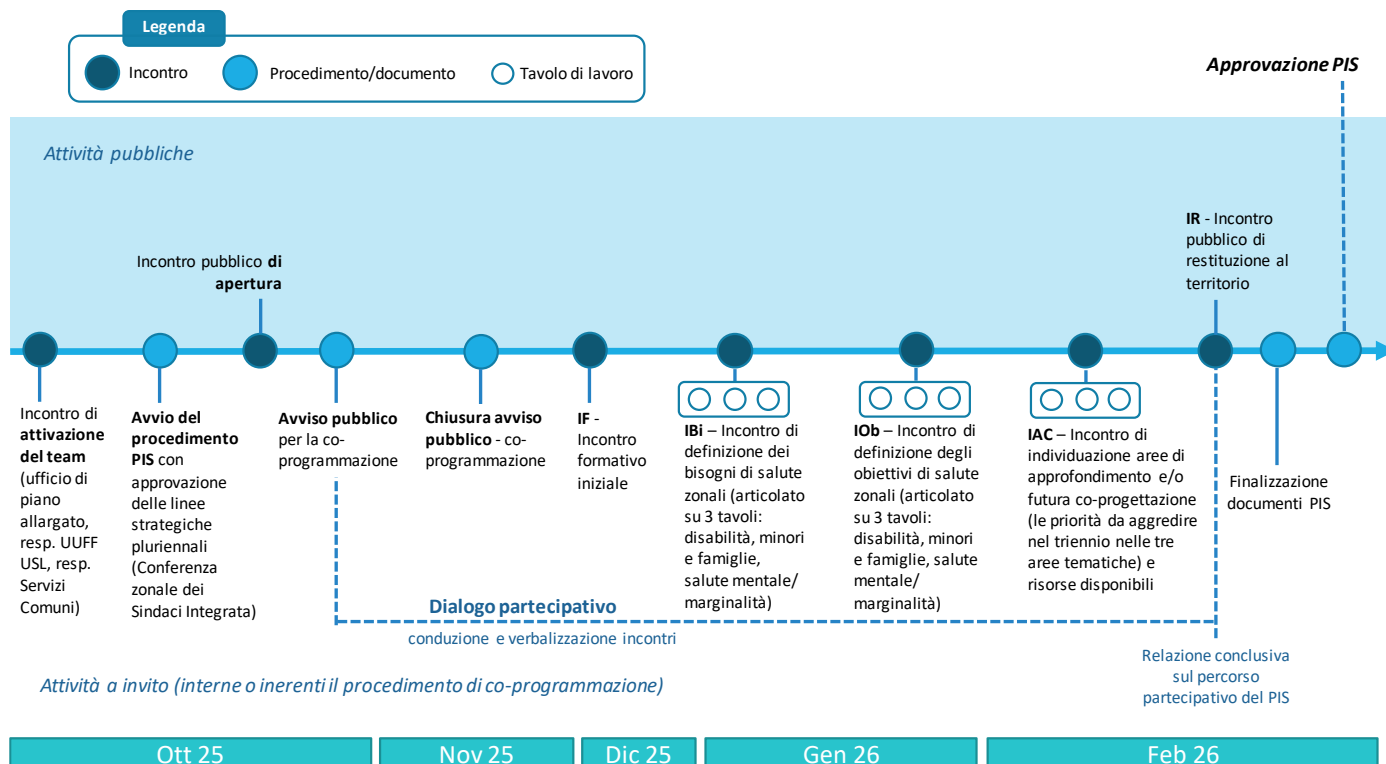 Legenda
Incontro
Procedimento/documento
Tavolo di lavoro
Approvazione PIS
Attività pubbliche
Incontro pubblico di
apertura
IR - Incontro
pubblico di
restituzione al
territorio
Incontro di
attivazione
del team
(ufficio di
piano
allargato,
resp. UUFF
USL, resp.
Servizi
Comuni)
Avvio del
procedimento
PIS con
approvazione
delle linee
strategiche
pluriennali
(Conferenza
zonale dei
Sindaci Integrata)
Avviso pubblico
per la co-
programmazione
Chiusura avviso
pubblico - co-
programmazione
IF -
Incontro
formativo
iniziale
IBi – Incontro di
definizione dei
bisogni di salute
zonali (articolato
su 3 tavoli:
disabilità, minori
e famiglie,
salute mentale/
marginalità)
IOb – Incontro di
definizione degli
obiettivi di salute
zonali (articolato
su 3 tavoli:
disabilità, minori
e famiglie, salute
mentale/
marginalità)
IAC – Incontro di
individuazione aree di
approfondimento e/o
futura co-progettazione
(le priorità da aggredire
nel triennio nelle tre
aree tematiche) e
risorse disponibili
Finalizzazione
documenti PIS
Dialogo partecipativo
conduzione e verbalizzazione incontri
Relazione conclusiva
sul percorso
partecipativo del PIS
Attività a invito (interne o inerenti il procedimento di co-programmazione)
Ott 25
Nov 25
Dic 25
Gen 26
Feb 26